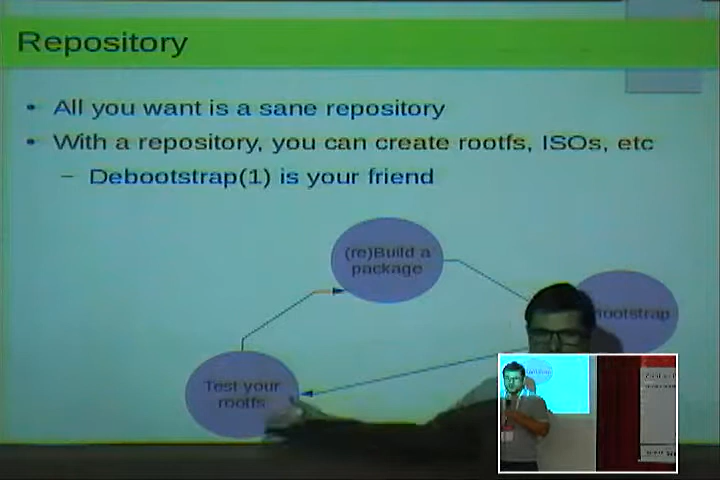 Repository
• All you want is a sane repository
• With a repository, you can create rootfs, ISOs, etc
– Debootstrap(1) is your friend
(re)Build a
package
ootstrap
Test your
rootfs